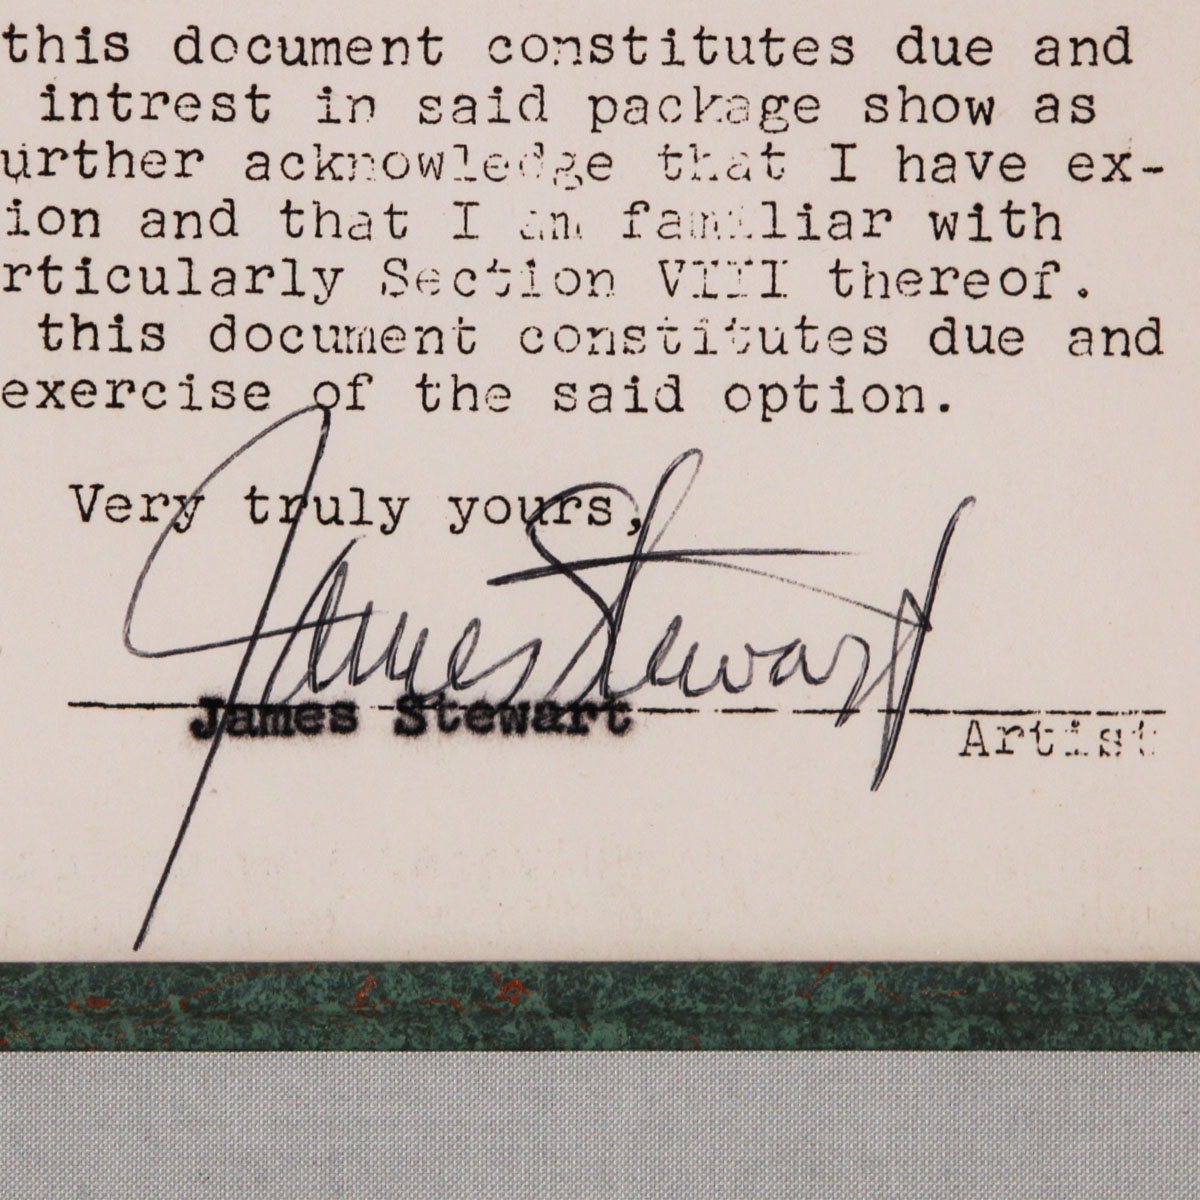 this document constitutes due and
intrest in said package show as
urther acknowledge that I have ex-
ion and that I am familiar with
rticularly Section VIII thereof.
this document constitutes due and
exercise of the said option.
Very truly yours,
James Stewart
James Stewart
Artist